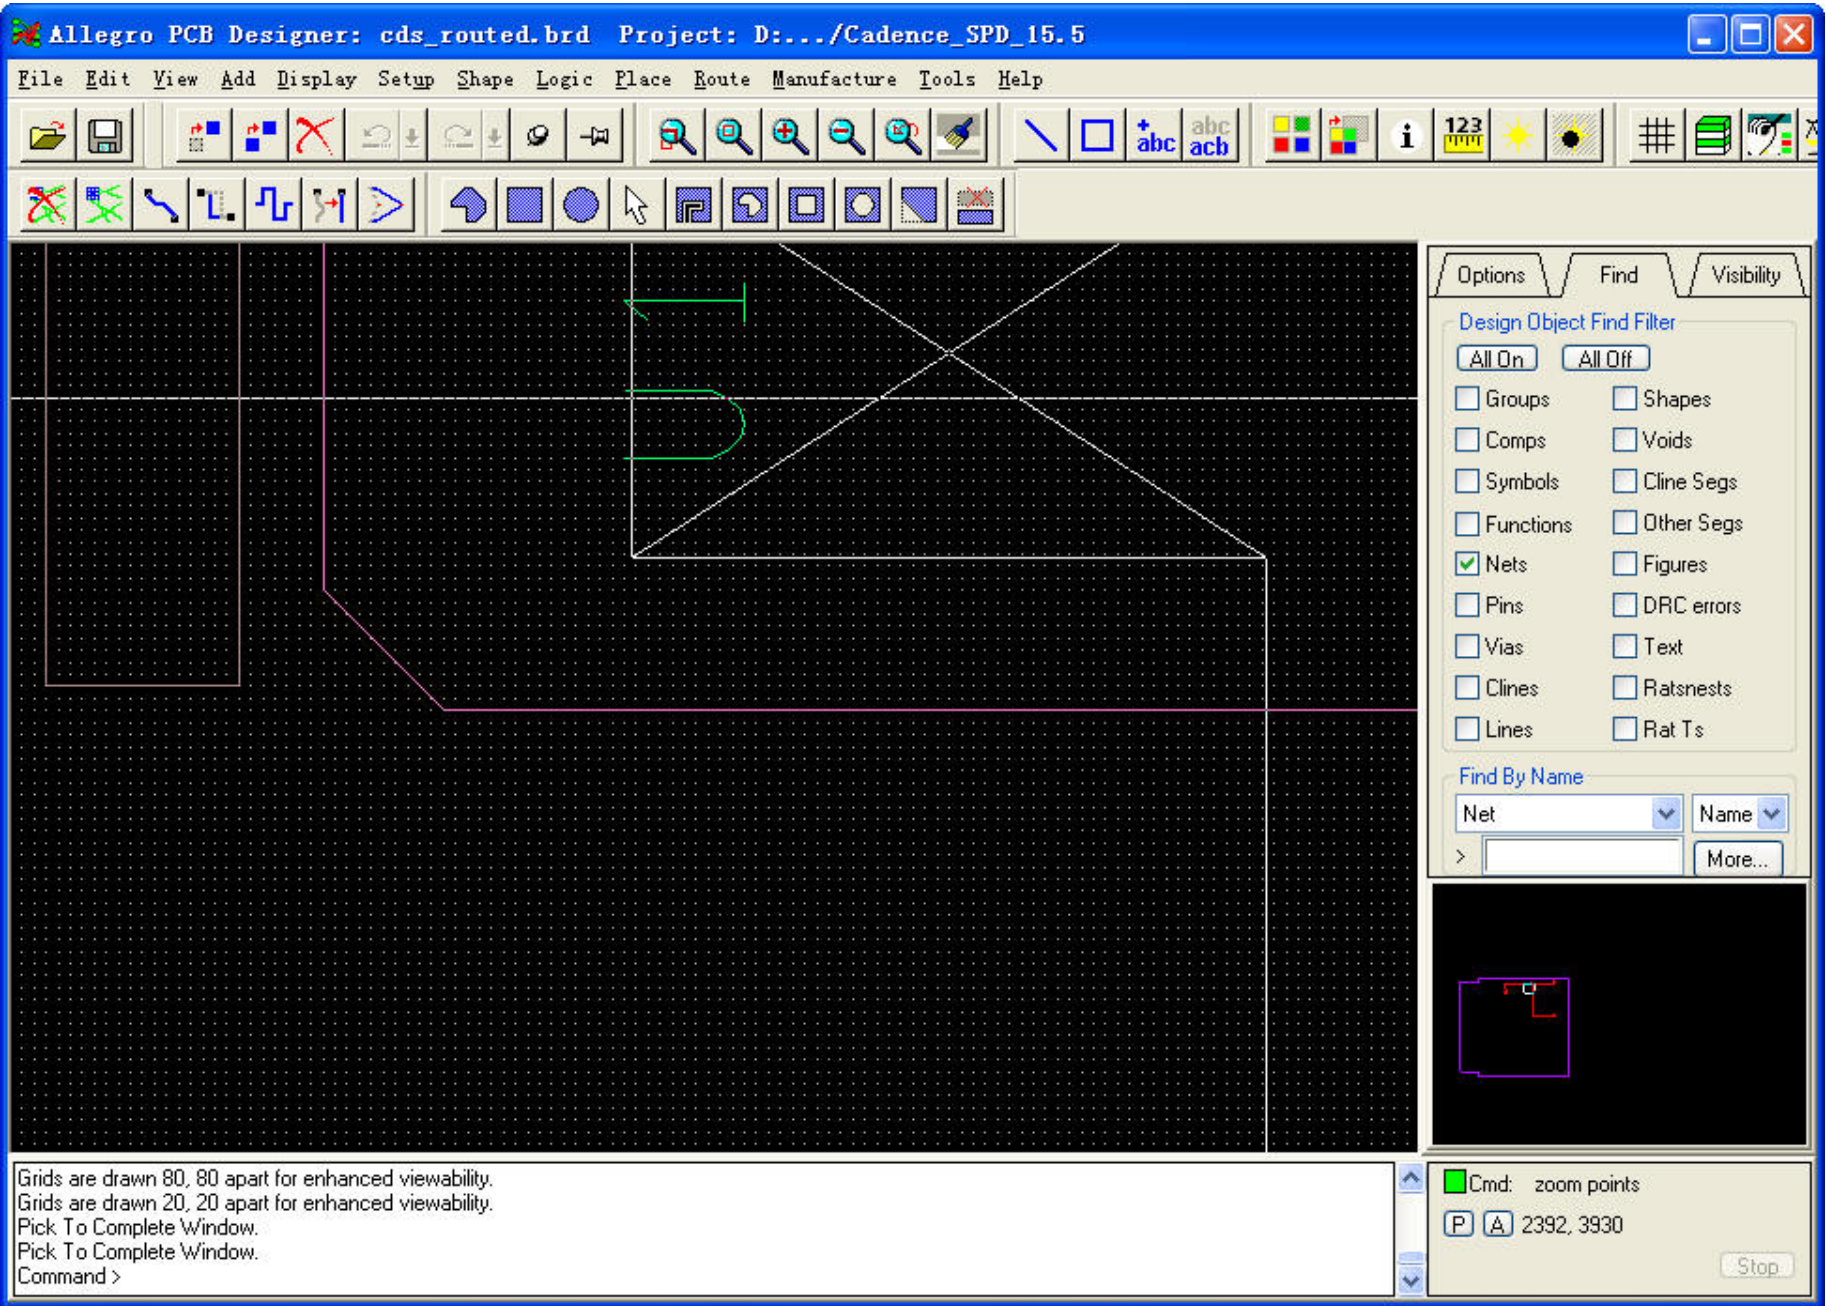 Allegro PCB Designer: cds_routed.brd Project: D:.../Cadence_SPD_15.5
File Edit View Add Display Setup Shape Logic Place Route Manufacture Tools Help
+abc
abc acb
i
123
U1
Options Find Visibility
Design Object Find Filter
All On All Off
Groups Shapes
Comps Voids
Symbols Cline Segs
Functions Other Segs
Nets Figures
Pins DRC errors
Vias Text
Clines Ratsnests
Lines Rat Ts
Find By Name
Net Name
> More...
Grids are drawn 80, 80 apart for enhanced viewability.
Grids are drawn 20, 20 apart for enhanced viewability.
Pick To Complete Window.
Pick To Complete Window.
Command >
Cmd: zoom points
P A 2392, 3930
Stop